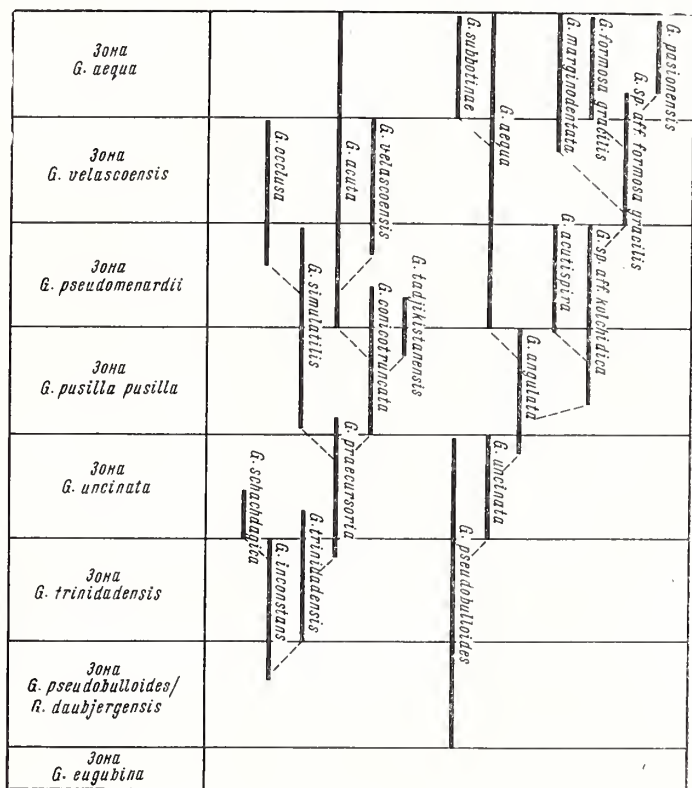 Зона
G. aequa
Зона
G. velascoensis
Зона
G. pseudomenardii
Зона
G. pusilla pusilla
Зона
G. uncinata
Зона
G. trinidadensis
Зона
G. pseudobulloides/
G. daubjergensis
Зона
G. eugubina
G. schachdagica
G. occlusa
G. inconstans
G. simulatilis
G. trinidadensis
G. acuta
G. praecursoria
G. velascoensis
G. conicotruncata
G. tadjikistanensis
G. subbotinae
G. pseudobulloides
G. aequa
G. uncinata
G. angulata
G. marginodentata
G. acutispira
G. formosa gracilis
G. sp. aff. kolchidica
G. sp. aff. formosa gracilis
G. pasionensis